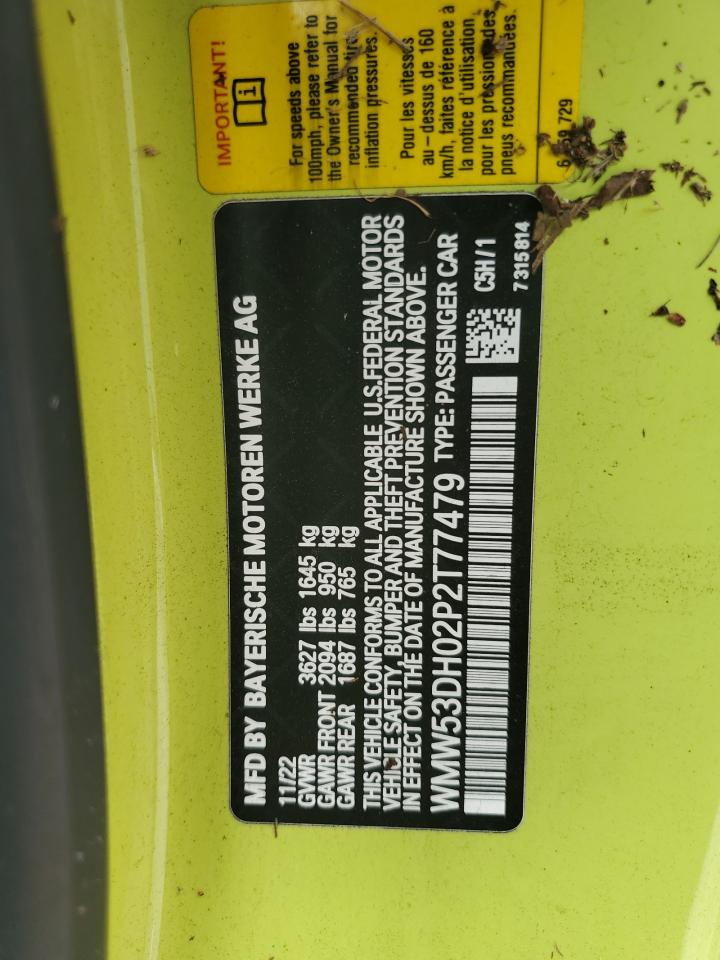 MFD BY BAYERISCHE MOTOREN WERKE AG
11/22
GVWR 3627 lbs 1645 kg
GAWR FRONT 2094 lbs 950 kg
GAWR REAR 1687 lbs 765 kg
THIS VEHICLE CONFORMS TO ALL APPLICABLE U.S.FEDERAL MOTOR
VEHICLE SAFETY, BUMPER AND THEFT PREVENTION STANDARDS
IN EFFECT ON THE DATE OF MANUFACTURE SHOWN ABOVE.
WMW53DH02P2T77479 TYPE: PASSENGER CAR
C5H/1
7315814
IMPORTANT!
For speeds above
100mph, please refer to
the Owner's Manual for
recommended tire
inflation pressures.
Pour les vitesses
au-dessus de 160
km/h, faites référence à
la notice d'utilisation,
pour les pressions des
pneus recommandées.
729